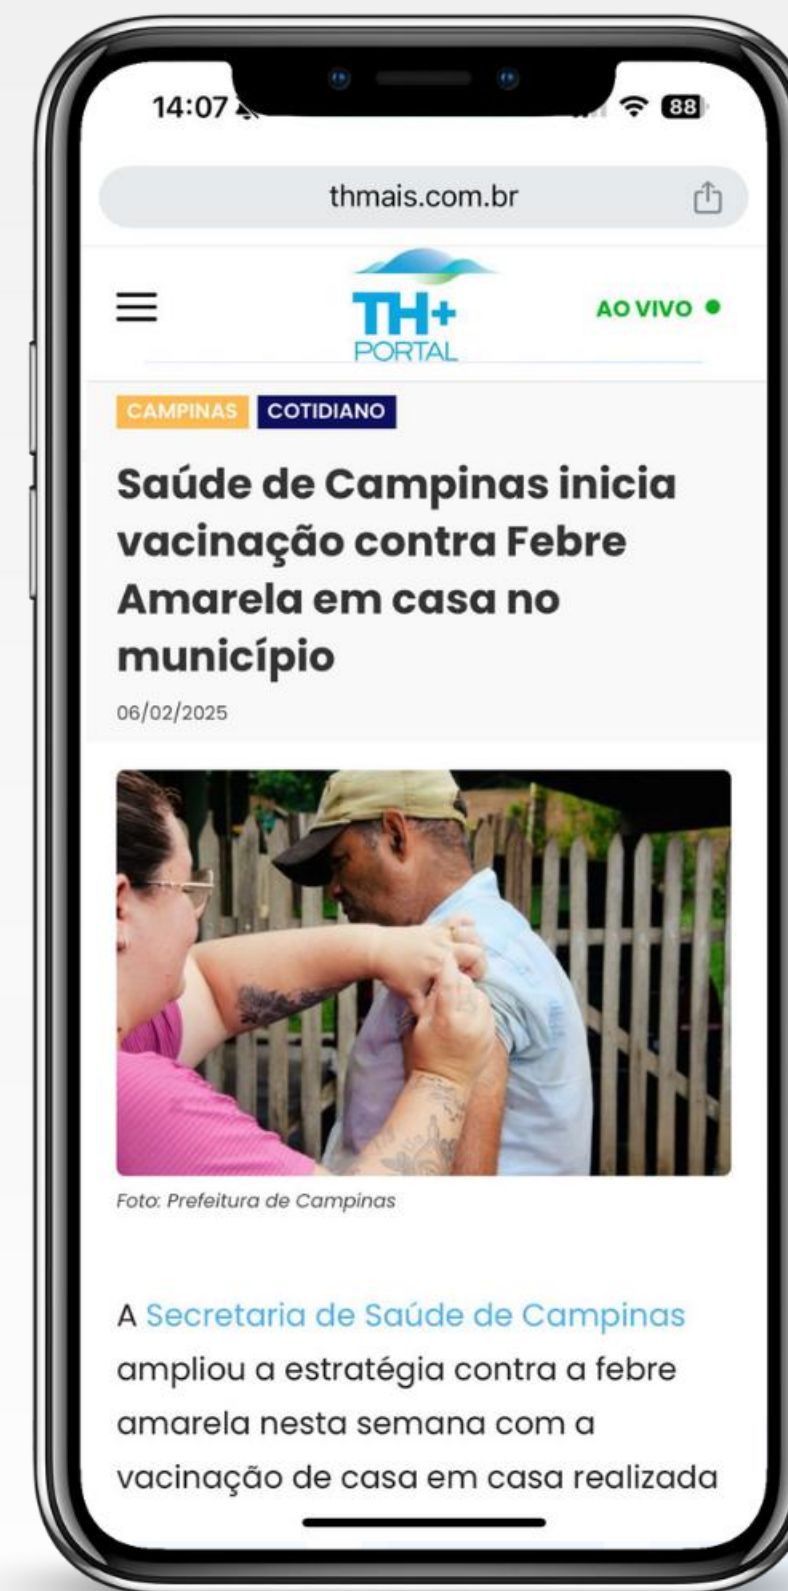 14:07
88
thmais.com.br
TH+
PORTAL
AO VIVO
CAMPINAS
COTIDIANO
Saúde de Campinas inicia
vacinação contra Febre
Amarela em casa no
município
06/02/2025
Foto: Prefeitura de Campinas
A Secretaria de Saúde de Campinas
ampliou a estratégia contra a febre
amarela nesta semana com a
vacinação de casa em casa realizada